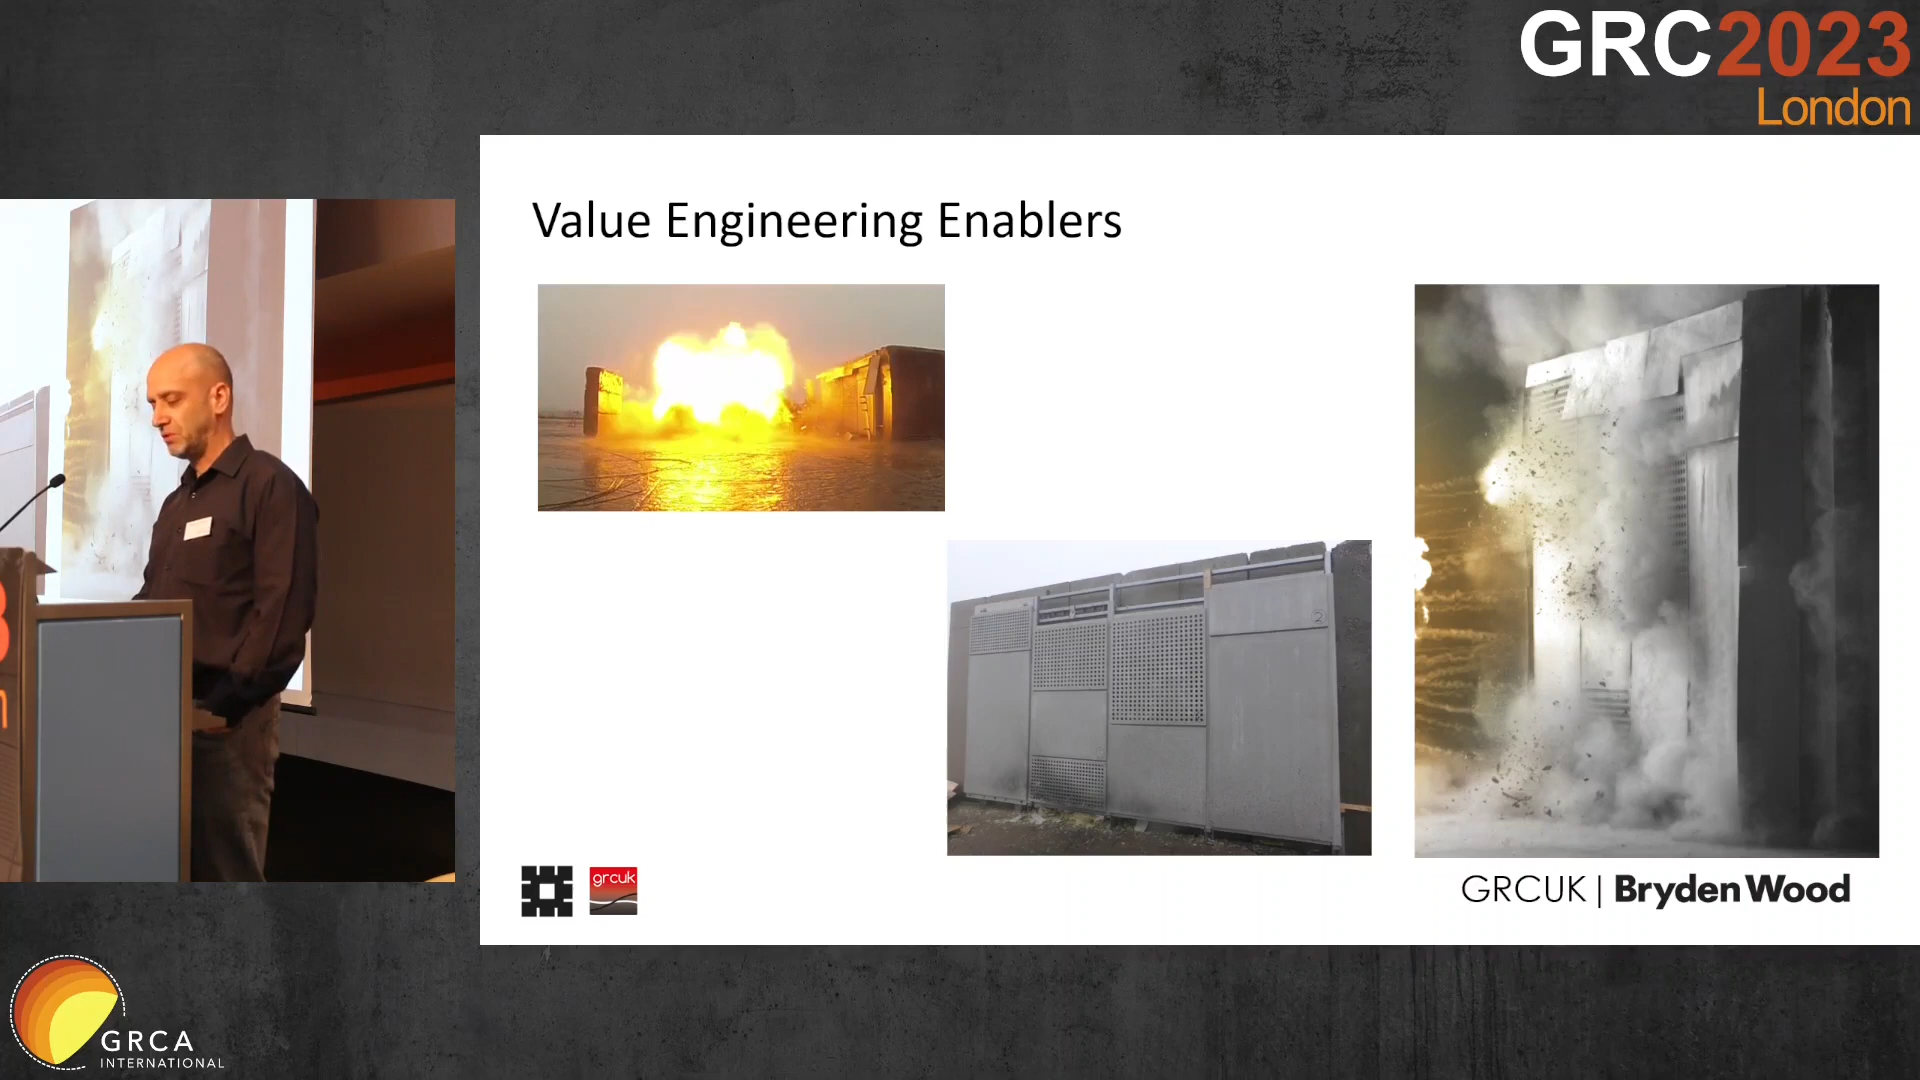 GRC2023
London
Value Engineering Enablers
grcuk
GRCUK | Bryden Wood
GRCA
INTERNATIONAL